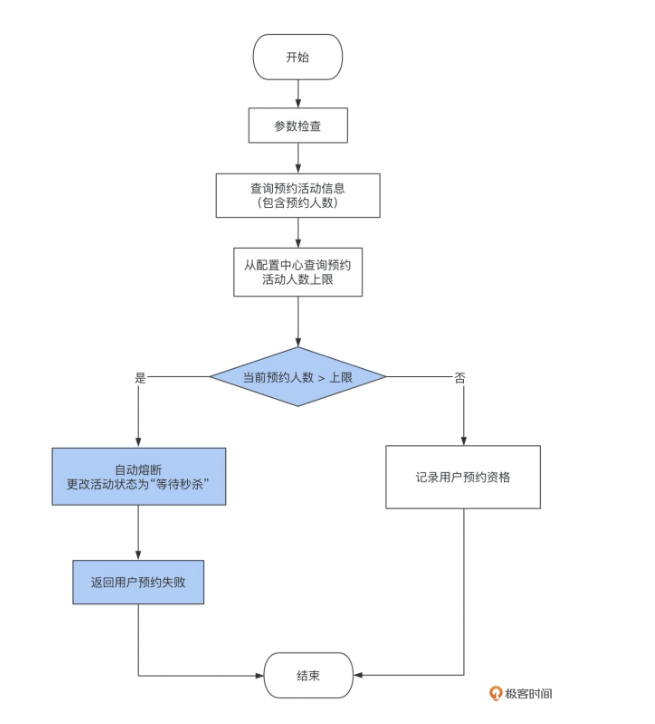 开始
参数检查
查询预约活动信息
（包含预约人数）
从配置中心查询预约
活动人数上限
当前预约人数 > 上限
是
否
自动熔断
更改活动状态为“等待秒杀”
记录用户预约资格
返回用户预约失败
结束
极客时间